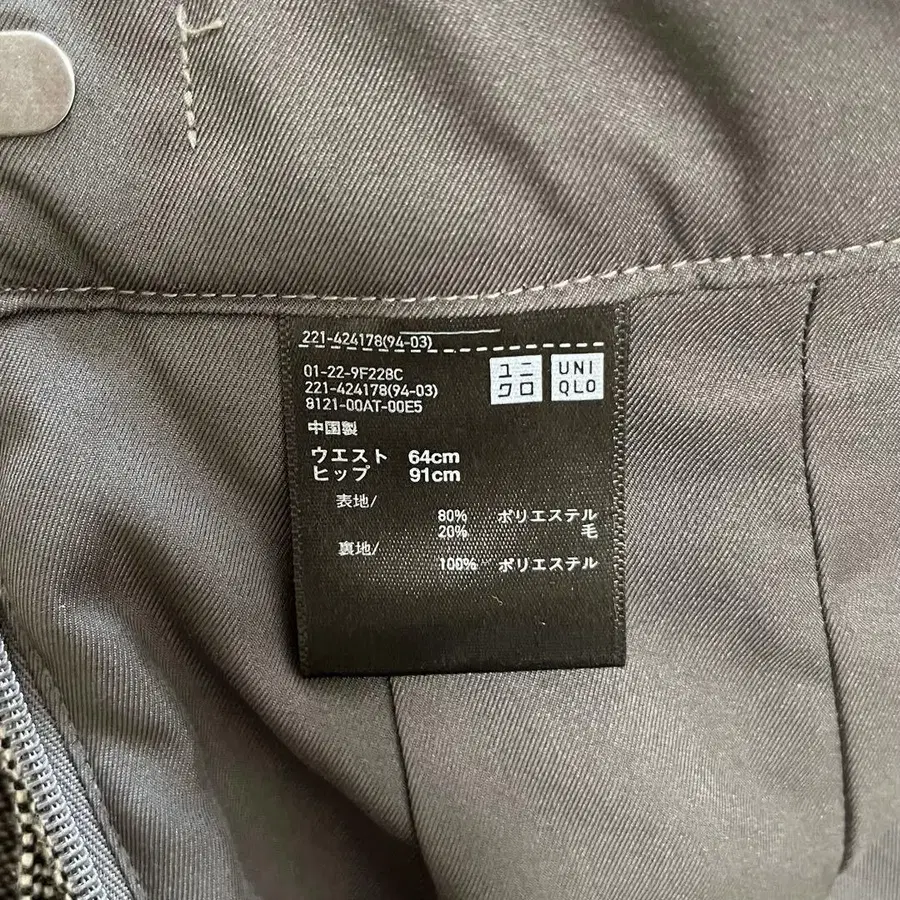 221-424178(94-03)
01-22-9F228C
221-424178(94-03)
8121-00AT-00E5
ユニ
クロ
UNI
QLO
中国製
ウエスト 64cm
ヒップ 91cm
表地/
80% ポリエステル
20% 毛
裏地/
100% ポリエステル